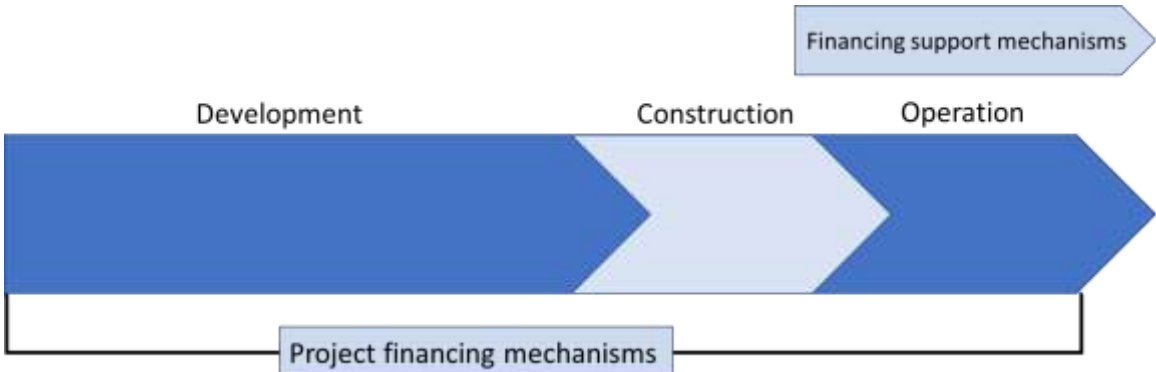 Financing support mechanisms
Development
Construction
Operation
Project financing mechanisms